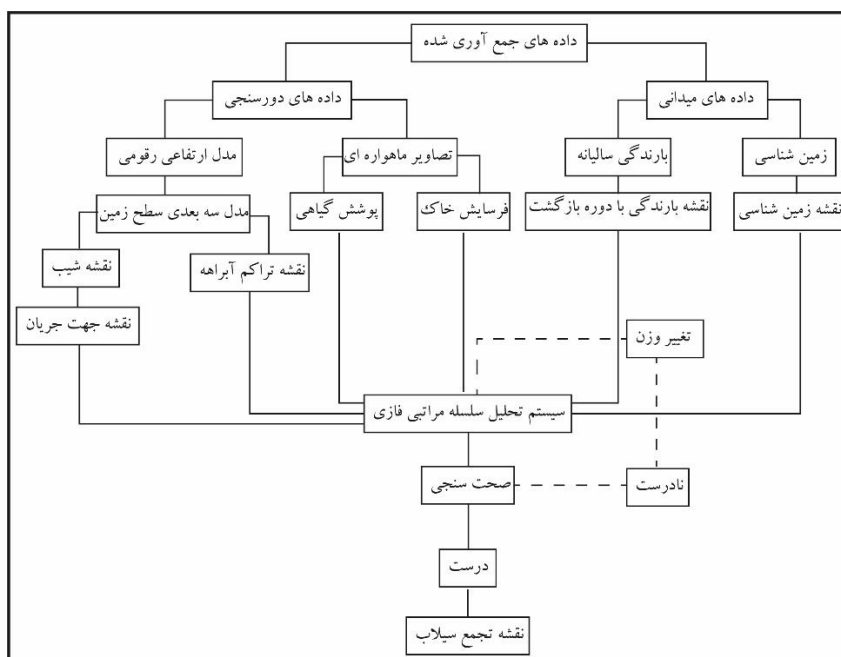 داده های جمع آوری شده
داده های میدانی
داده های دورسنجی
زمین شناسی
بارندگی سالیانه
تصاویر ماهواره ای
مدل ارتفاعی رقومی
نقشه زمین شناسی
نقشه بارندگی با دوره بازگشت
فرسایش خاک
پوشش گیاهی
مدل سه بعدی سطح زمین
نقشه تراکم آبراهه
نقشه شیب
نقشه جهت جریان
تغییر وزن
سیستم تحلیل سلسله مراتبی فازی
نادرست
صحت سنجی
درست
نقشه تجمع سیلاب